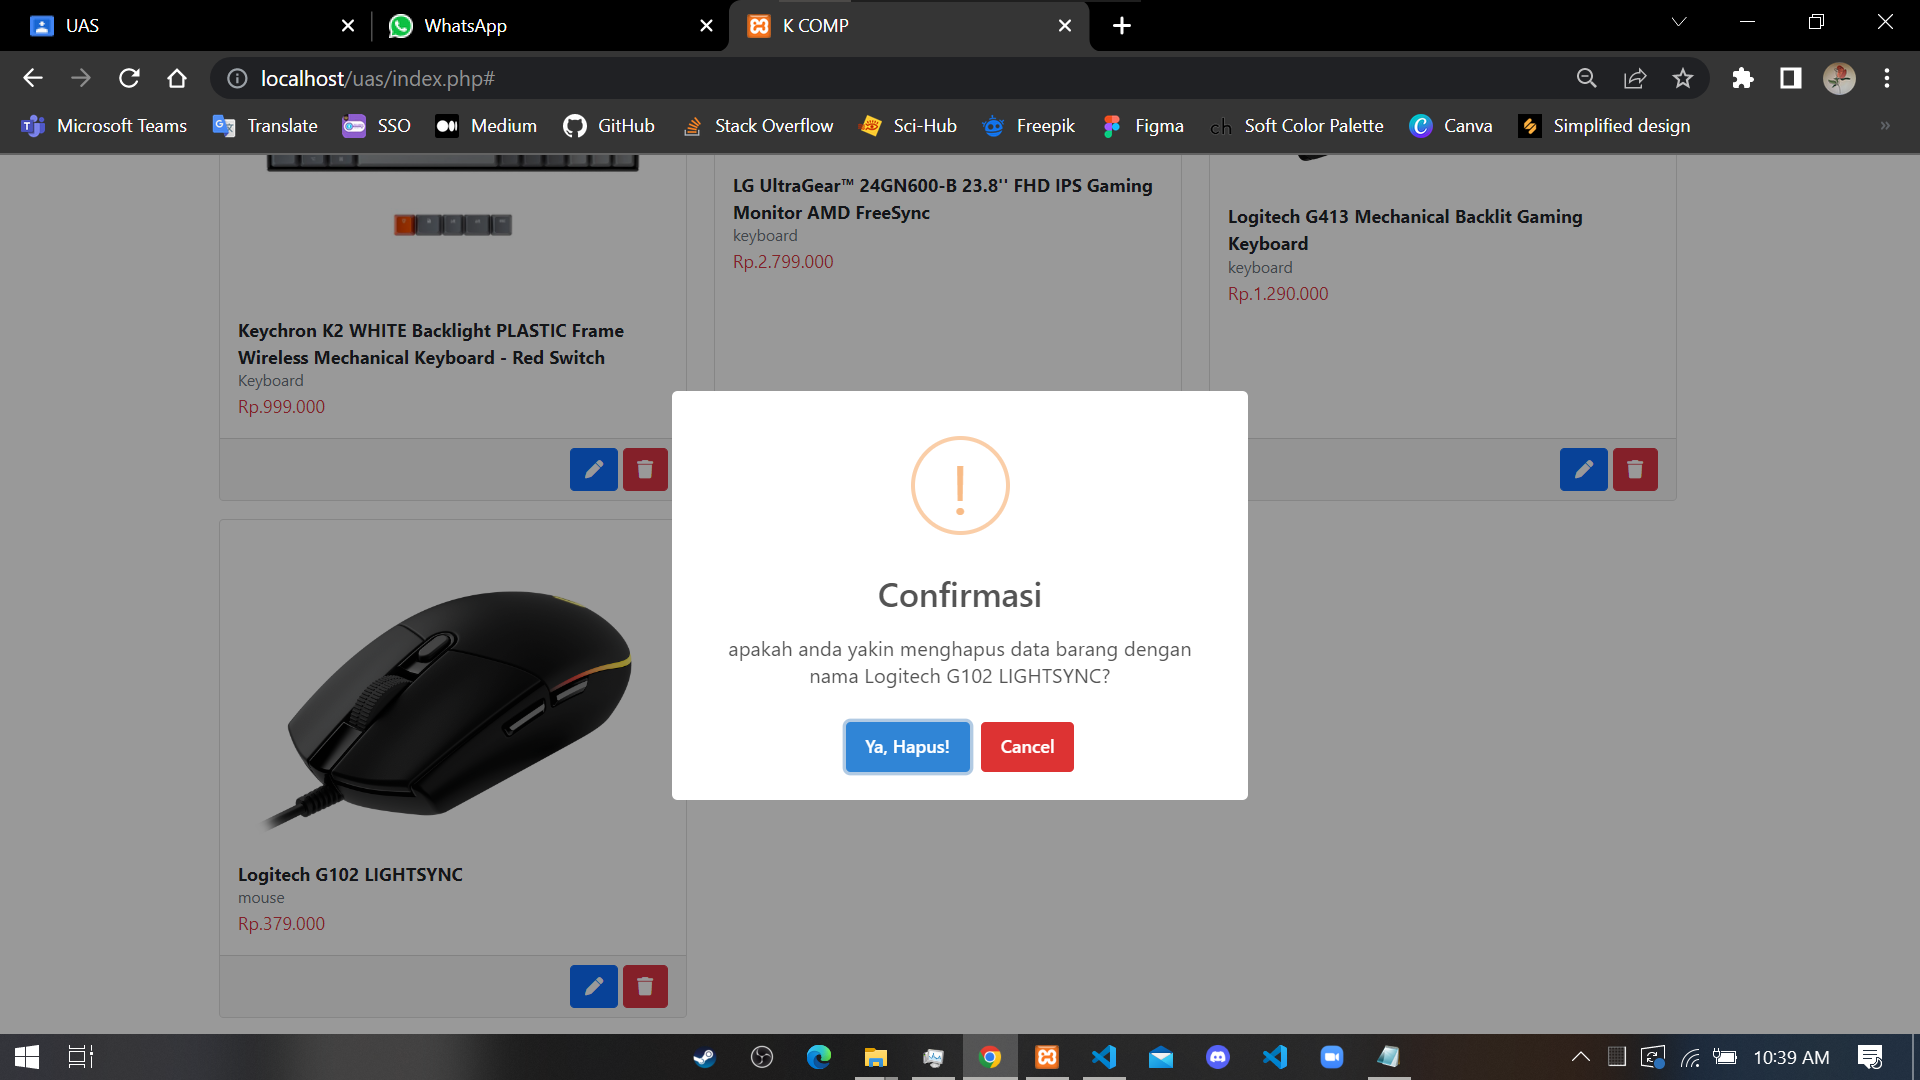 UAS
WhatsApp
K COMP
localhost/uas/index.php#
Microsoft Teams
Translate
SSO
Medium
GitHub
Stack Overflow
Sci-Hub
Freepik
Figma
ch
Soft Color Palette
Canva
Simplified design
LG UltraGear™ 24GN600-B 23.8'' FHD IPS Gaming
Monitor AMD FreeSync
keyboard
Rp.2.799.000
Logitech G413 Mechanical Backlit Gaming
Keyboard
keyboard
Rp.1.290.000
Keychron K2 WHITE Backlight PLASTIC Frame
Wireless Mechanical Keyboard - Red Switch
Keyboard
Rp.999.000
Confirmasi
apakah anda yakin menghapus data barang dengan
nama Logitech G102 LIGHTSYNC?
Ya, Hapus!
Cancel
Logitech G102 LIGHTSYNC
mouse
Rp.379.000
10:39 AM